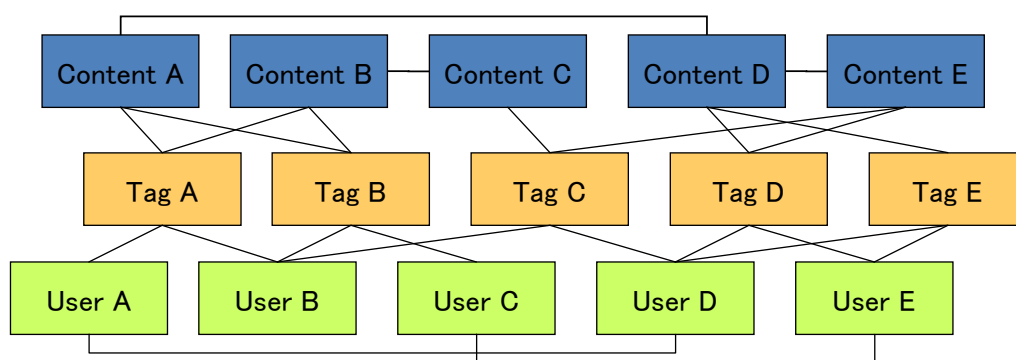 Content A
Content B
Content C
Content D
Content E
Tag A
Tag B
Tag C
Tag D
Tag E
User A
User B
User C
User D
User E